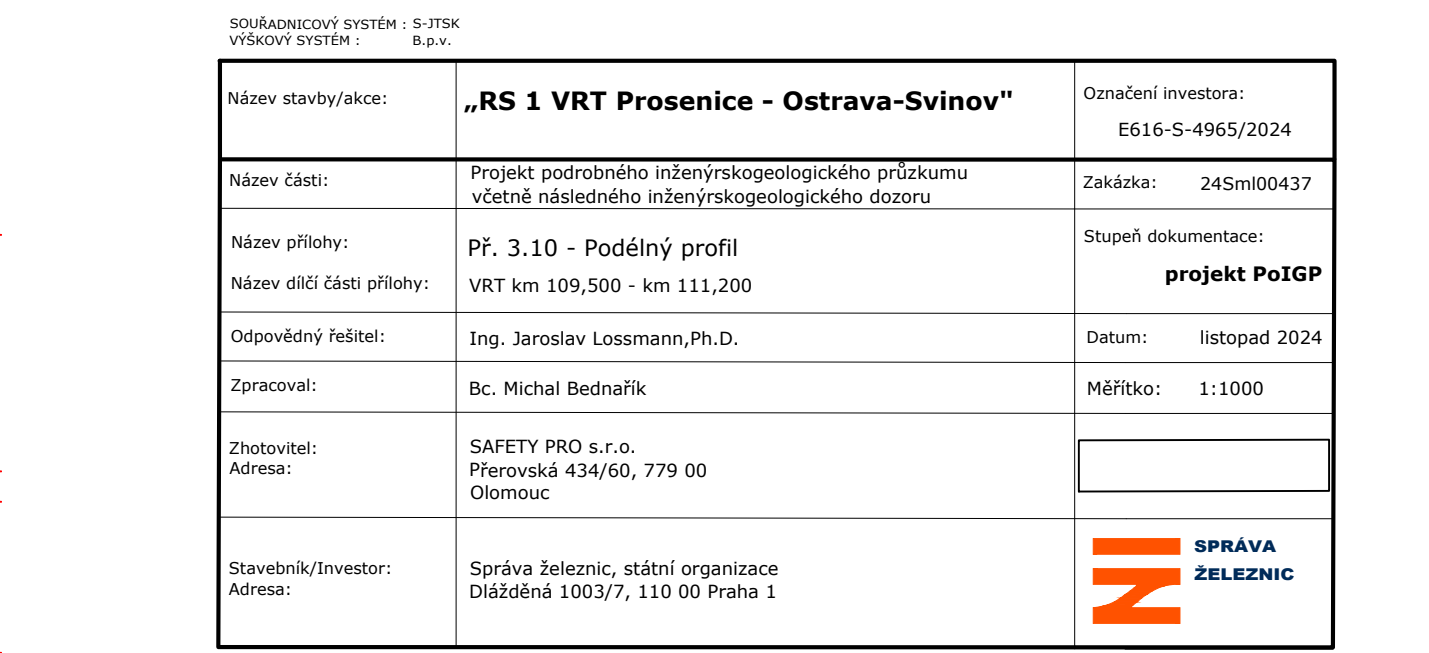 SOUŘADNICOVÝ SYSTÉM : S-JTSK
VÝŠKOVÝ SYSTÉM : B.p.v.
Název stavby/akce: „RS 1 VRT Prosenice - Ostrava-Svinov" Označení investora:
E616-S-4965/2024
Název části: Projekt podrobného inženýrskogeologického průzkumu
včetně následného inženýrskogeologického dozoru
Zakázka: 24Sml00437
Název přílohy: Př. 3.10 - Podélný profil
Název dílčí části přílohy: VRT km 109,500 - km 111,200
Stupeň dokumentace:
projekt PoIGP
Odpovědný řešitel: Ing. Jaroslav Lossmann,Ph.D. Datum: listopad 2024
Zpracoval: Bc. Michal Bednařík Měřítko: 1:1000
Zhotovitel: SAFETY PRO s.r.o.
Adresa: Přerovská 434/60, 779 00
Olomouc
Stavebník/Investor: Správa železnic, státní organizace
Adresa: Dlážděná 1003/7, 110 00 Praha 1
SPRÁVA
ŽELEZNIC